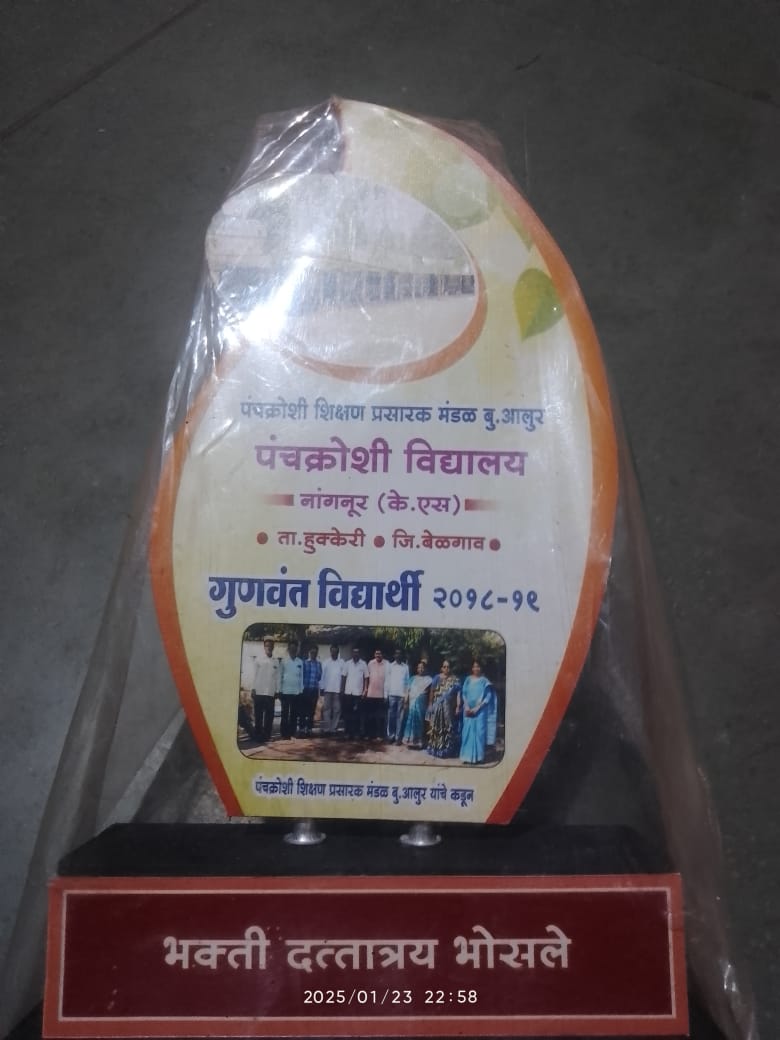 पंचक्रोशी शिक्षण प्रसारक मंडळ बु.आलुर
पंचक्रोशी विद्यालय
नांगनूर (के.एस)
• ता.हुक्केरी • जि.बेळगाव •
गुणवंत विद्यार्थी २०१८-१९
पंचक्रोशी शिक्षण प्रसारक मंडळ बु.आलुर यांचे कडून
भक्ती दत्तात्रय भोसले
2025/01/23 22:58